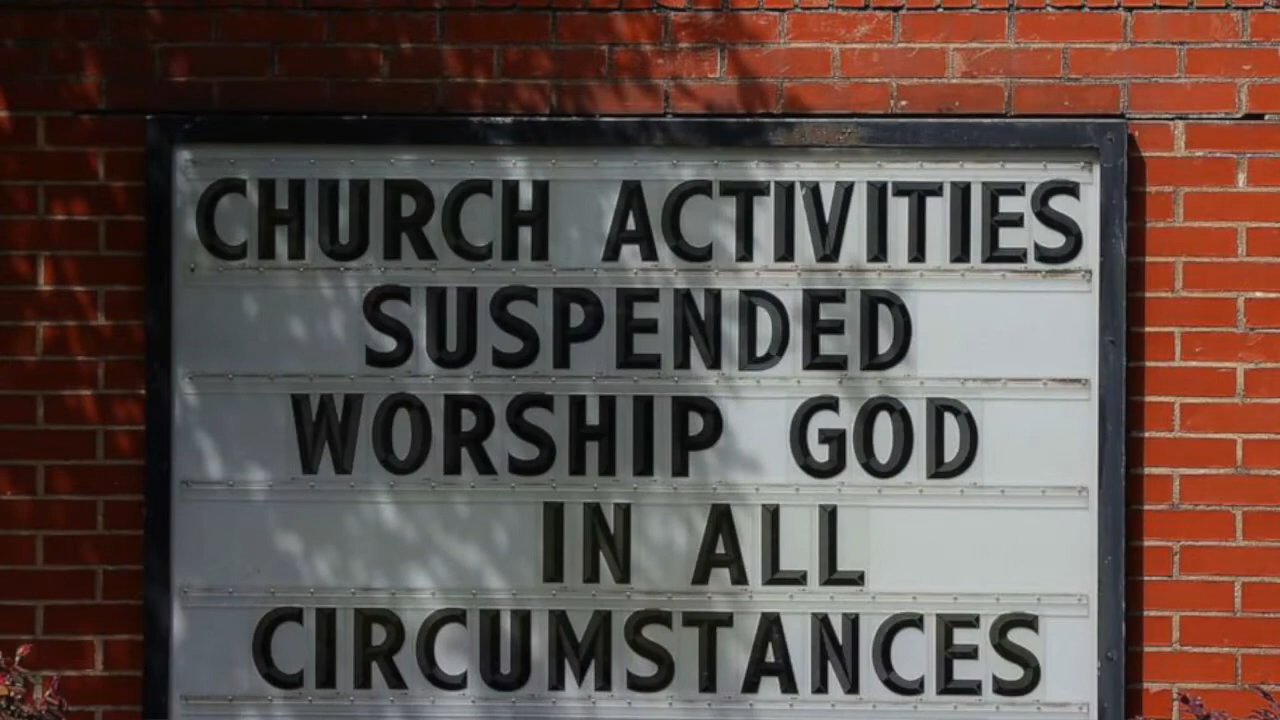 CHURCH ACTIVITIES
SUSPENDED
WORSHIP GOD
IN ALL
CIRCUMSTANCES